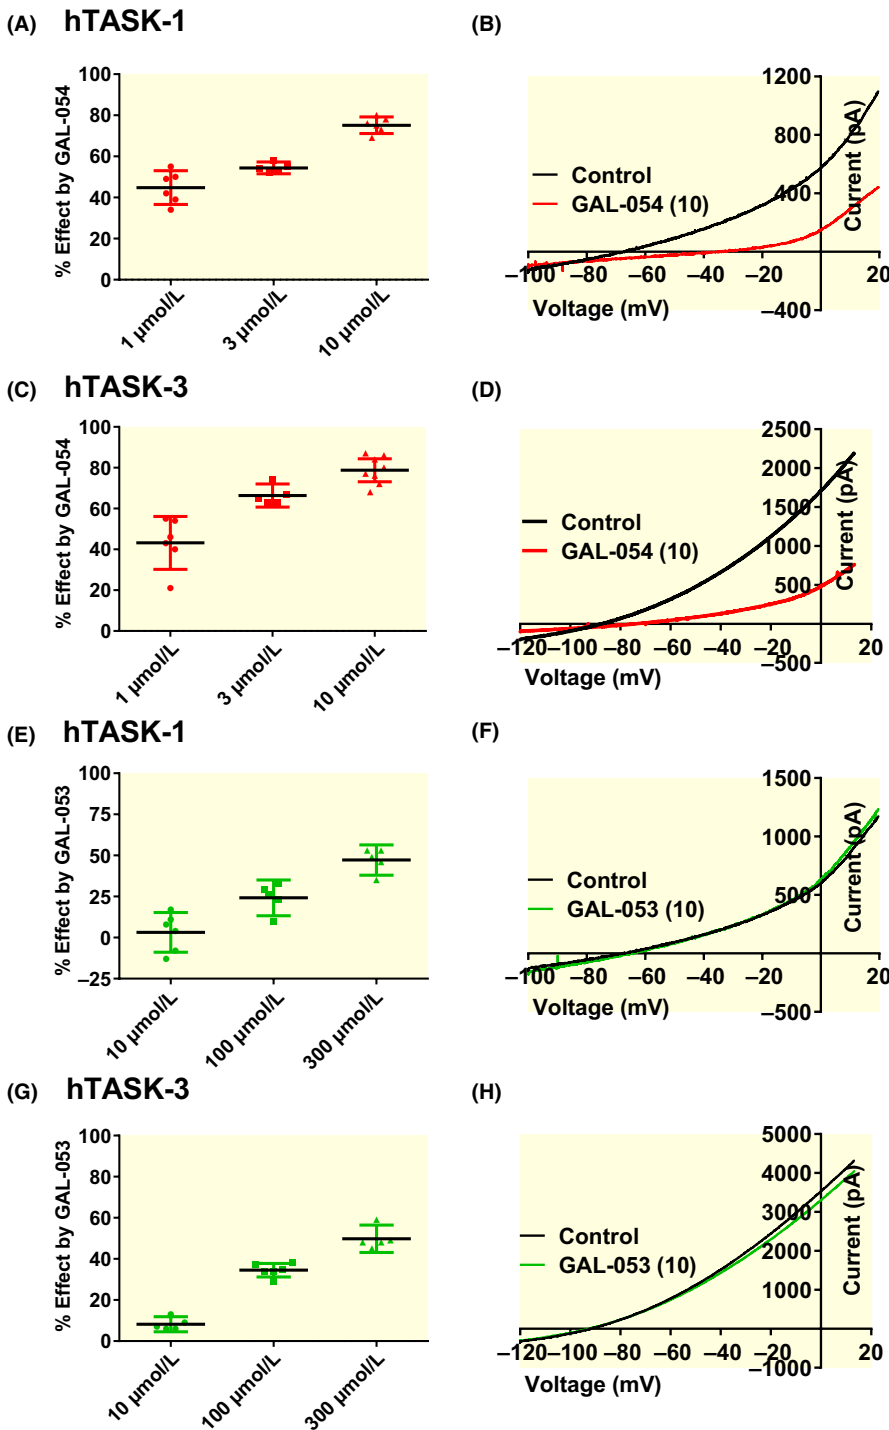 (A) hTASK-1
% Effect by GAL-054
100
80
60
40
20
0
1 µmol/L
3 µmol/L
10 µmol/L
(B)
1200
800
400
−400
Current (pA)
Control
GAL-054 (10)
−100 −80 −60 −40 −20 20
Voltage (mV)
(C) hTASK-3
% Effect by GAL-054
100
80
60
40
20
0
1 µmol/L
3 µmol/L
10 µmol/L
(D)
2500
2000
1500
1000
500
−500
Current (pA)
Control
GAL-054 (10)
−120 −100 −80 −60 −40 −20 20
Voltage (mV)
(E) hTASK-1
% Effect by GAL-053
100
75
50
25
0
−25
10 µmol/L
100 µmol/L
300 µmol/L
(F)
1500
1000
500
−500
Current (pA)
Control
GAL-053 (10)
−100 −80 −60 −40 −20 20
Voltage (mV)
(G) hTASK-3
% Effect by GAL-053
100
80
60
40
20
0
10 µmol/L
100 µmol/L
300 µmol/L
(H)
5000
4000
3000
2000
1000
−1000
Current (pA)
Control
GAL-053 (10)
−120 −100 −80 −60 −40 −20 20
Voltage (mV)